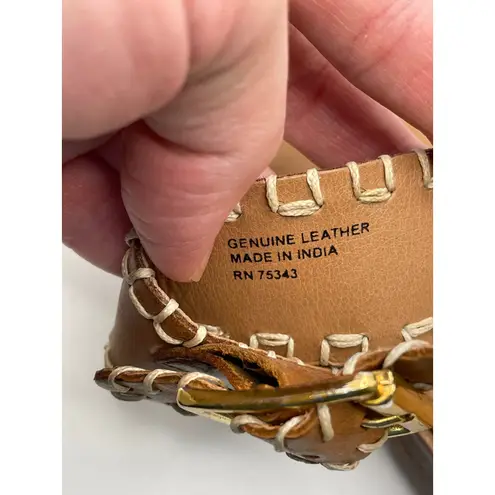 GENUINE LEATHER
MADE IN INDIA
RN 75343